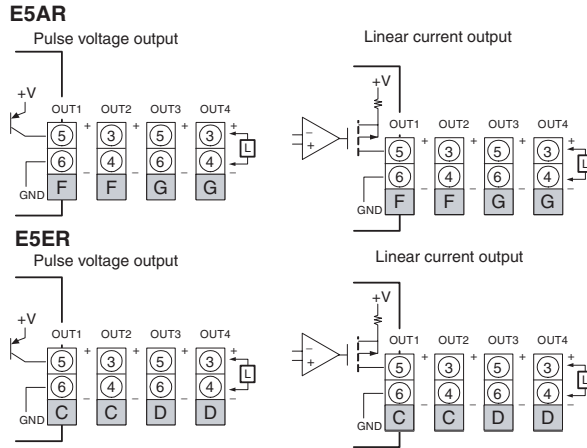 E5AR
Pulse voltage output
Linear current output
+V
OUT1 OUT2 OUT3 OUT4
5 + 3 5 3 +
L
6 4 6 4
GND
F − F G − G −
+V
OUT1 OUT2 OUT3 OUT4
− +
5 + 3 5 + 3 +
L
6 4 6 4
GND
− − −
F F G G
E5ER
Pulse voltage output
Linear current output
+V
OUT1 OUT2 OUT3 OUT4
5 + 3 5 + 3 +
L
6 4 6 4
GND
− − −
C C D D
+V
OUT1 OUT2 OUT3 OUT4
− +
5 + 3 5 + 3 +
L
6 4 6 4
GND
− − −
C C D D